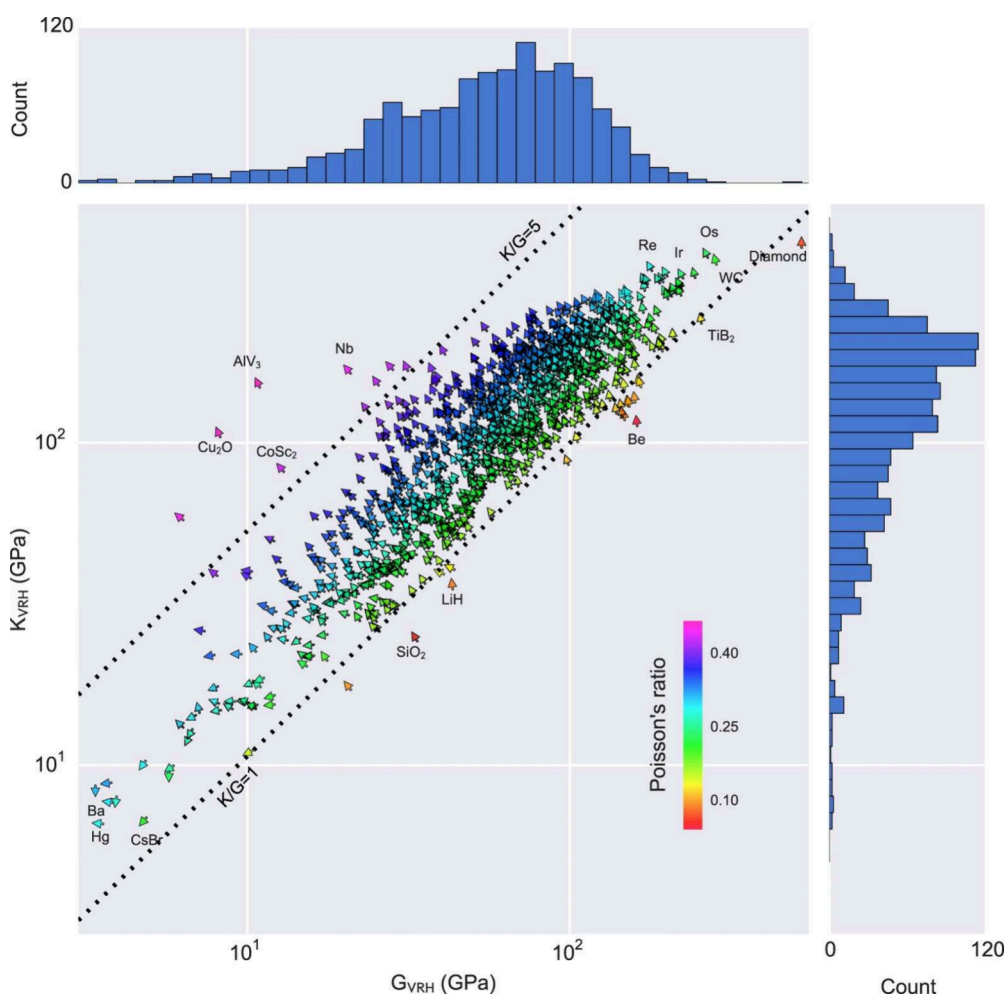 120
Count
0
K/G=5
Re
Ir
Os
Diamond
WC
TiB₂
AlV₃
Nb
Cu₂O
CoSc₂
Be
10²
K_VRH (GPa)
LiH
SiO₂
Poisson's ratio
0.40
0.25
0.10
10¹
K/G=1
Ba
Hg
CsBr
10¹
10²
G_VRH (GPa)
0
120
Count